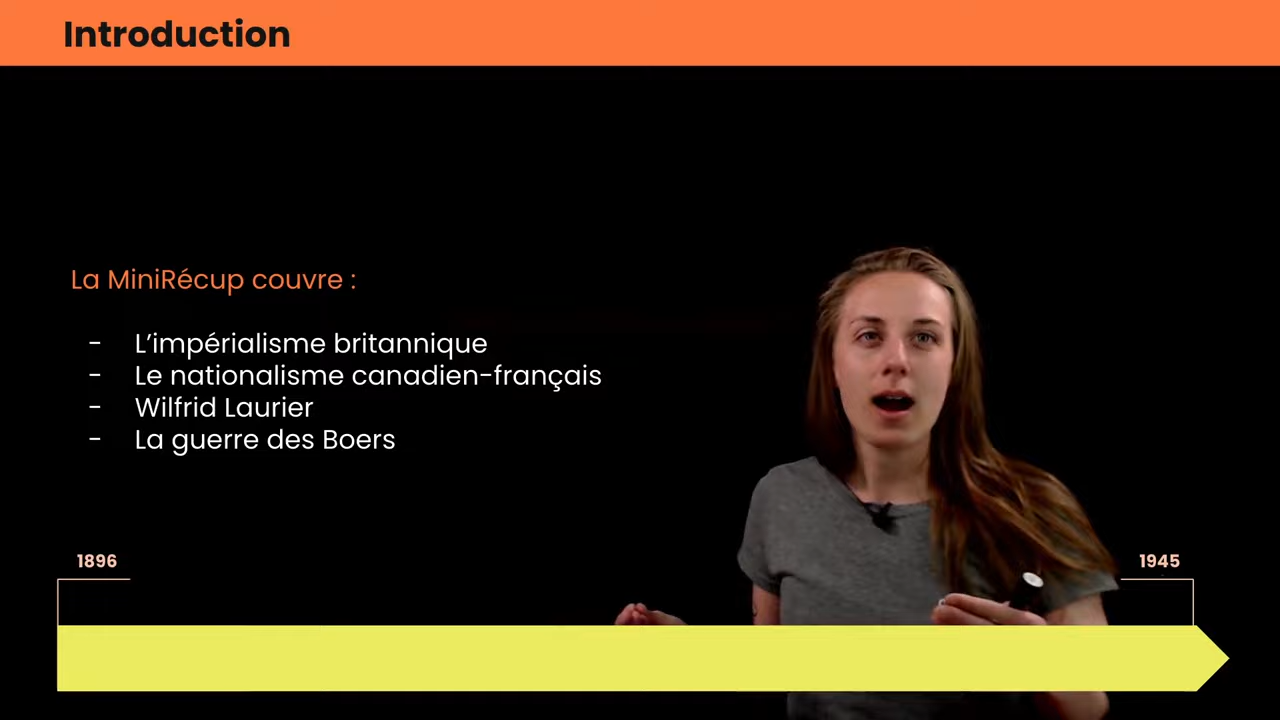 Introduction
La MiniRécup couvre :
- L’impérialisme britannique
- Le nationalisme canadien-français
- Wilfrid Laurier
- La guerre des Boers
1896
1945